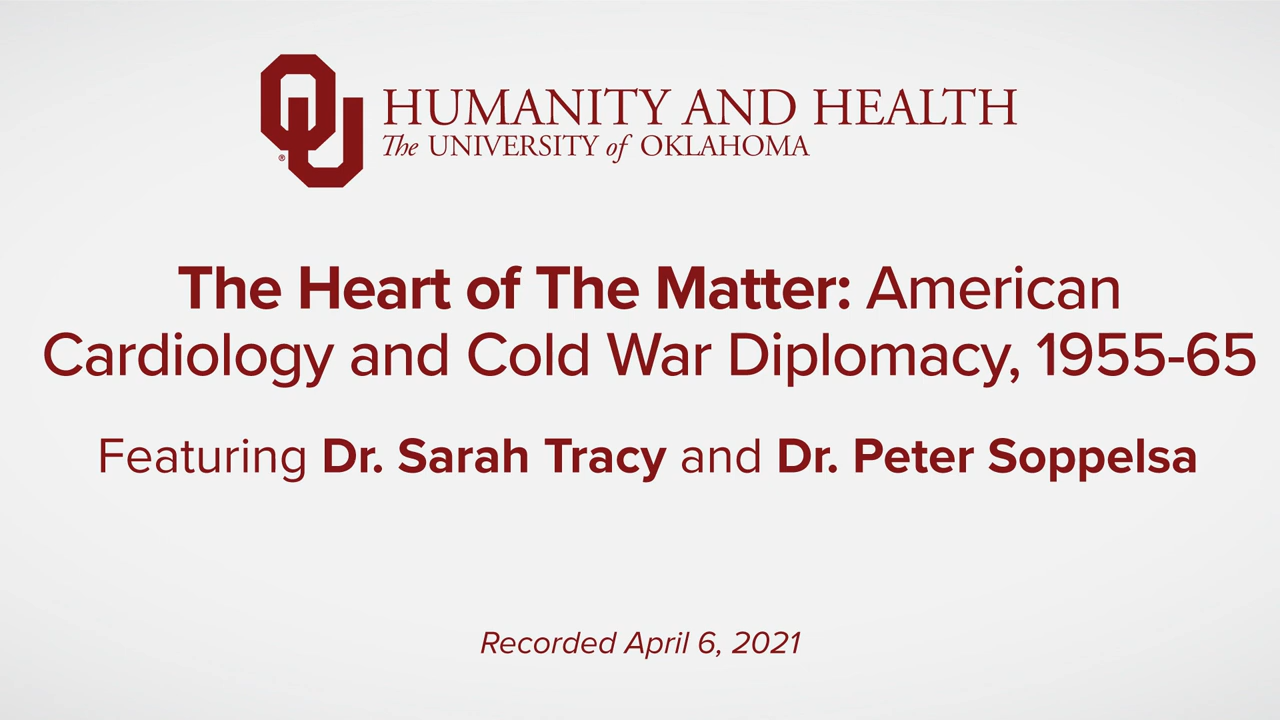 OU ®
HUMANITY AND HEALTH
The UNIVERSITY of OKLAHOMA
The Heart of The Matter: American
Cardiology and Cold War Diplomacy, 1955-65
Featuring Dr. Sarah Tracy and Dr. Peter Soppelsa
Recorded April 6, 2021